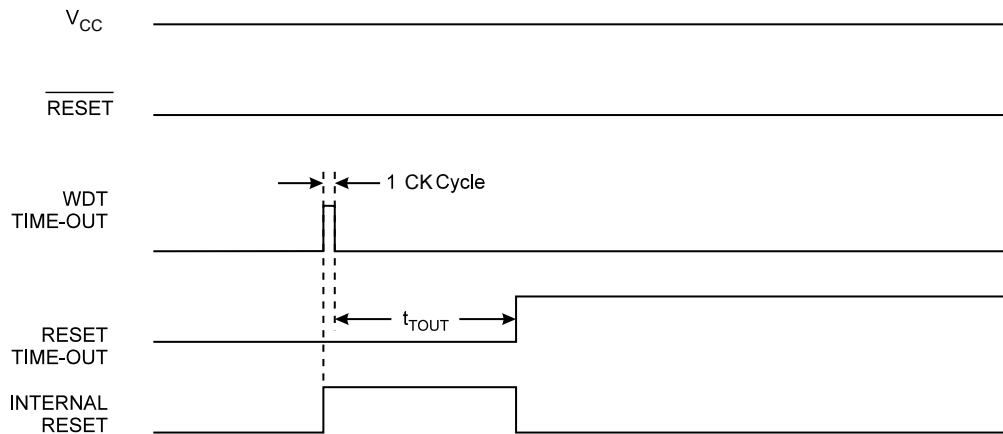 VCC
RESET
1 CK Cycle
WDT
TIME-OUT
tTOUT
RESET
TIME-OUT
INTERNAL
RESET